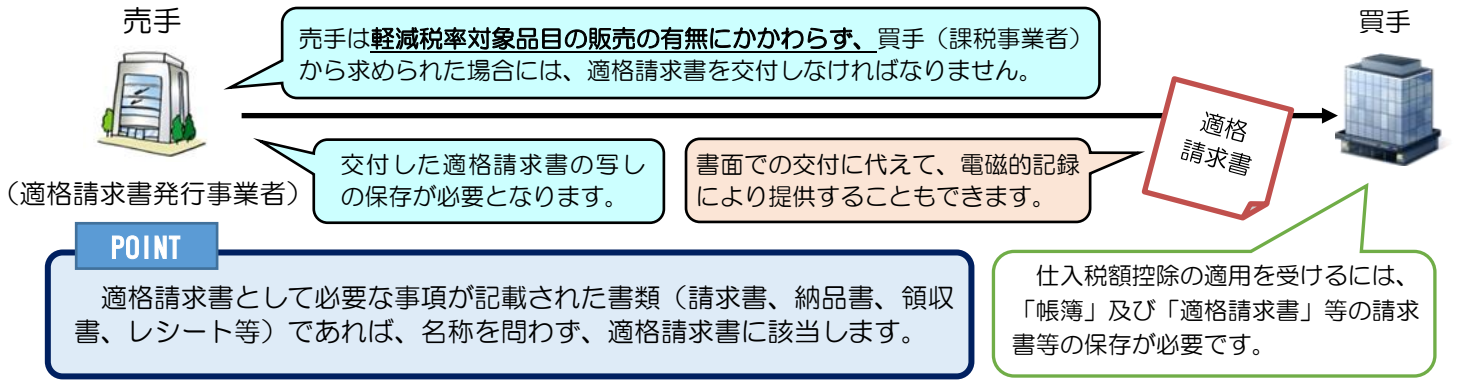 売手
売手は軽減税率対象品目の販売の有無にかかわらず、買手（課税事業者）
から求められた場合には、適格請求書を交付しなければなりません。
買手
適格
請求書
交付した適格請求書の写し
の保存が必要となります。
書面での交付に代えて、電磁的記録
により提供することもできます。
（適格請求書発行事業者）
POINT
適格請求書として必要な事項が記載された書類（請求書、納品書、領収
書、レシート等）であれば、名称を問わず、適格請求書に該当します。
仕入税額控除の適用を受けるには、
「帳簿」及び「適格請求書」等の請求
書等の保存が必要です。